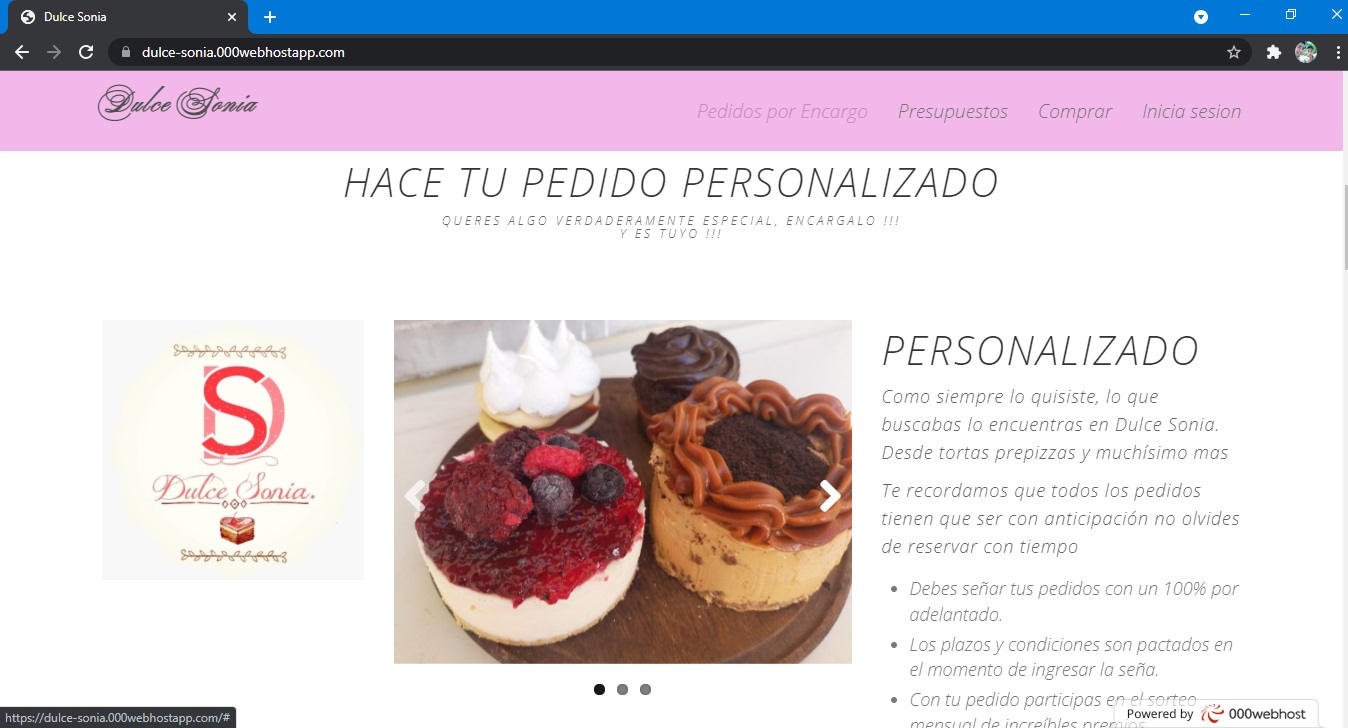 Dulce Sonia
dulce-sonia.000webhostapp.com
Dulce Sonia
Pedidos por Encargo
Presupuestos
Comprar
Inicia sesion
HACE TU PEDIDO PERSONALIZADO
QUERES ALGO VERDADERAMENTE ESPECIAL, ENCARGALO !!!
Y ES TUYO !!!
SD
Dulce Sonia.
PERSONALIZADO
Como siempre lo quisiste, lo que
buscabas lo encuentras en Dulce Sonia.
Desde tortas prepizzas y muchísimo mas
Te recordamos que todos los pedidos
tienen que ser con anticipación no olvides
de reservar con tiempo
• Debes señar tus pedidos con un 100% por
adelantado.
• Los plazos y condiciones son pactados en
el momento de ingresar la seña.
• Con tu pedido participas en el sorteo
mensual de increíbles premios
https://dulce-sonia.000webhostapp.com/#
Powered by 000webhost